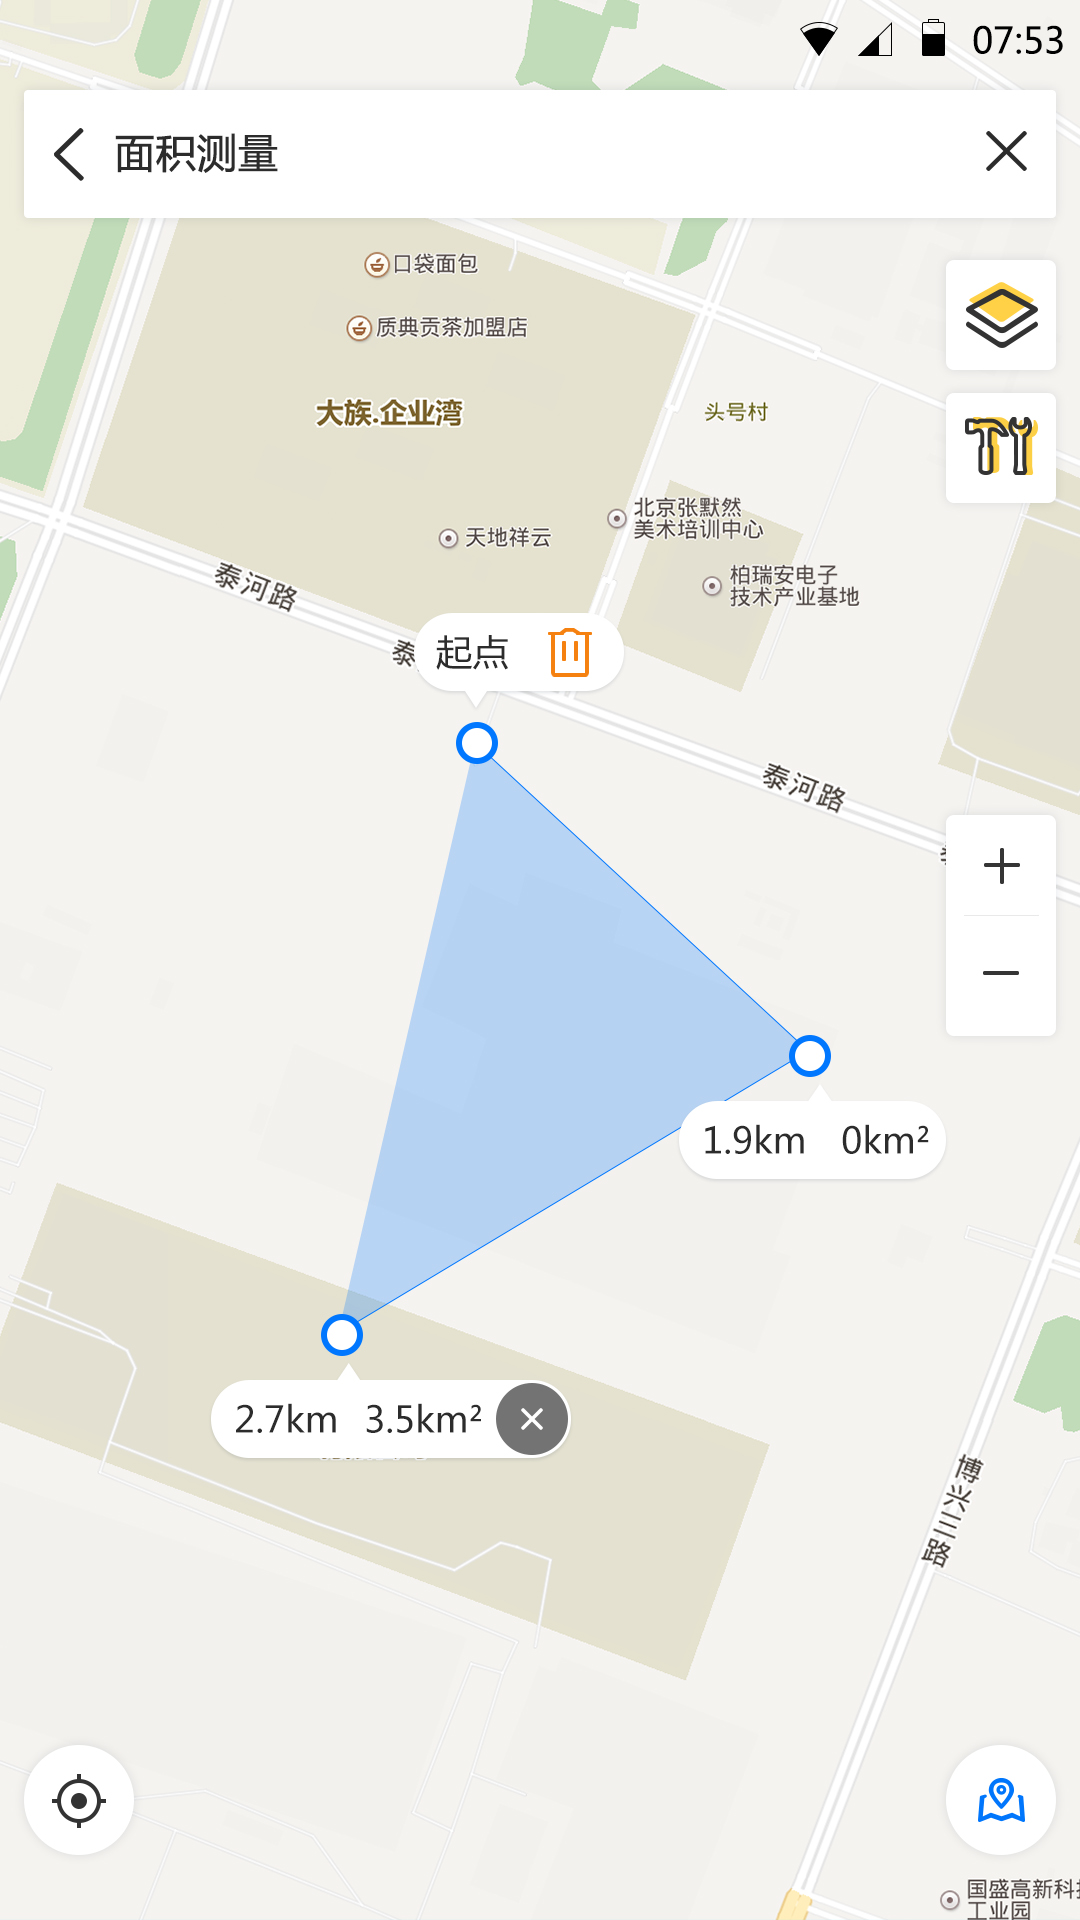 07:53
面积测量
口袋面包
质典贡茶加盟店
大族.企业湾
头号村
北京张默然
美术培训中心
天地祥云
柏瑞安电子
技术产业基地
泰河路
泰
起点
泰河路
1.9km 0km²
2.7km 3.5km²
博兴三路
国盛高新科
工业园